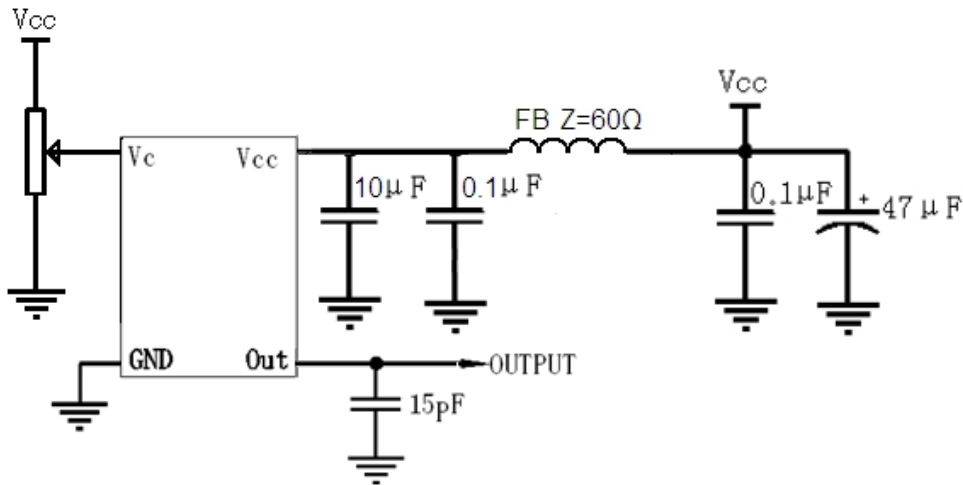 Vcc
Vcc
FB Z=60Ω
Vc
Vcc
10μF
0.1μF
0.1μF
+
47μF
GND
Out
OUTPUT
15pF